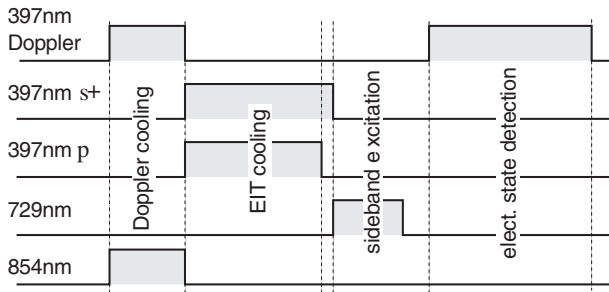 397nm
Doppler
397nm s+
397nm p
729nm
854nm
Doppler cooling
EIT cooling
sideband e xcitation
elect. state detection